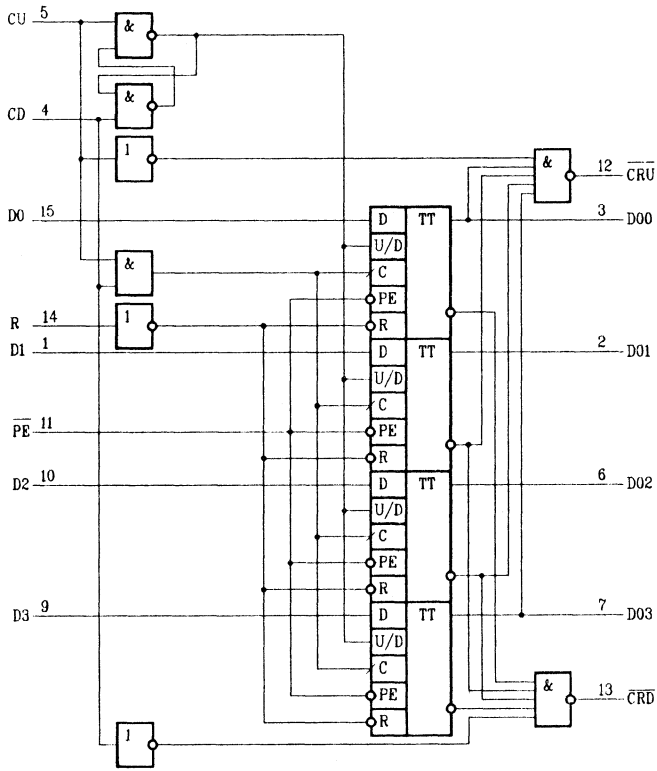 CU 5
&
CD 4
&
1
&
12 CRU
D0 15
D TT
3 D00
U/D
&
C
PE
R 14
1
R
D1 1
D TT
2 D01
U/D
C
PE 11
PE
R
D2 10
D TT
6 D02
U/D
C
PE
R
D3 9
D TT
7 D03
U/D
C
&
13 CRD
PE
1
R